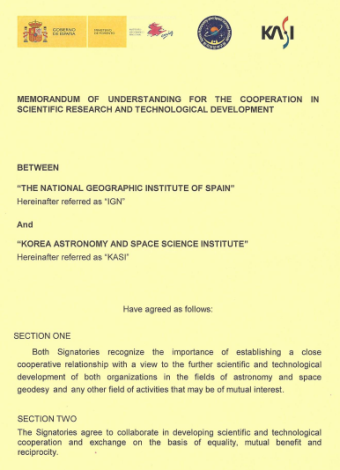 GOBIERNO
DE ESPAÑA
KASI
MEMORANDUM OF UNDERSTANDING FOR THE COOPERATION IN
SCIENTIFIC RESEARCH AND TECHNOLOGICAL DEVELOPMENT
BETWEEN
“THE NATIONAL GEOGRAPHIC INSTITUTE OF SPAIN”
Hereinafter referred as “IGN”
And
“KOREA ASTRONOMY AND SPACE SCIENCE INSTITUTE”
Hereinafter referred as “KASI”
Have agreed as follows:
SECTION ONE
Both Signatories recognize the importance of establishing a close
cooperative relationship with a view to the further scientific and technological
development of both organizations in the fields of astronomy and space
geodesy and any other field of activities that may be of mutual interest.
SECTION TWO
The Signatories agree to collaborate in developing scientific and technological
cooperation and exchange on the basis of equality, mutual benefit and
reciprocity.